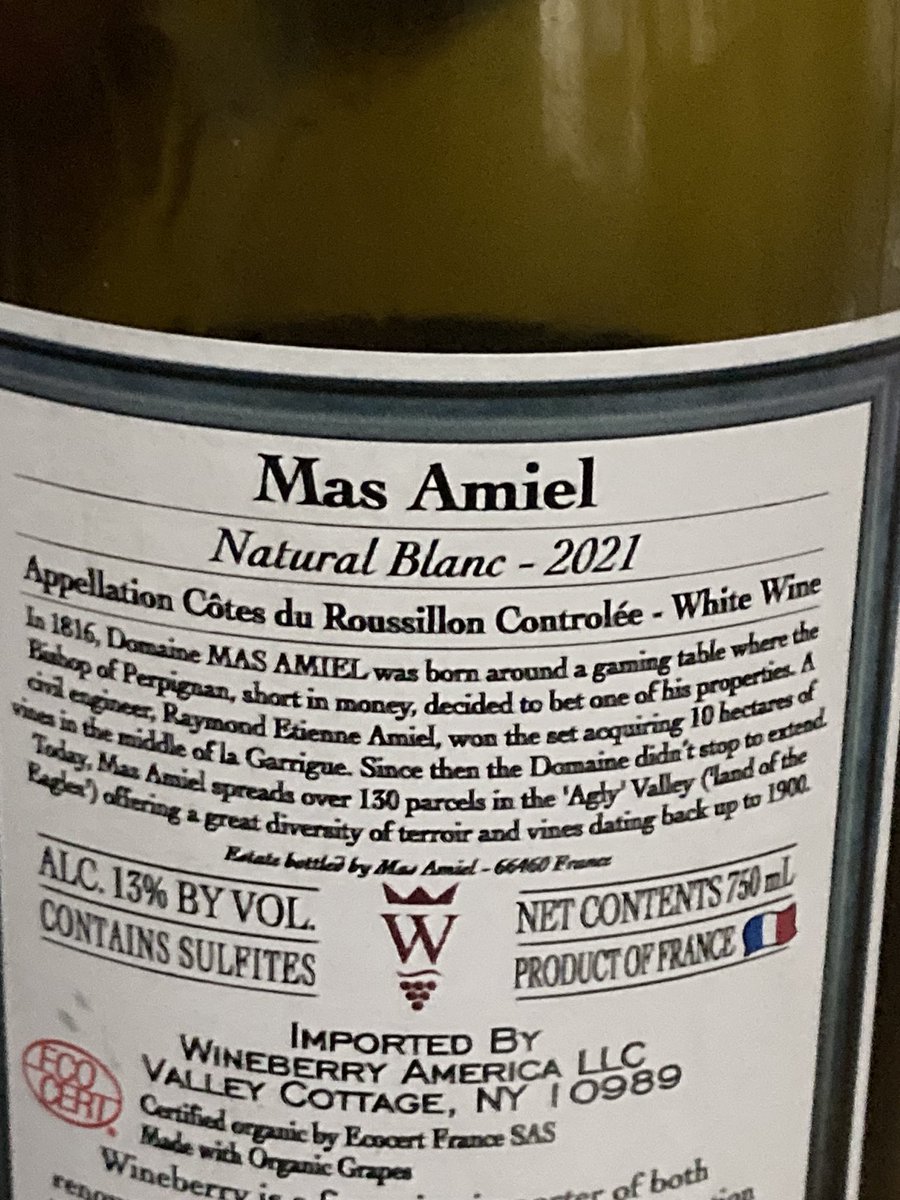 Mas Amiel
Natural Blanc - 2021
Appellation Côtes du Roussillon Controlée - White Wine
In 1816, Domaine MAS AMIEL was born around a gaming table where the
Bishop of Perpignan, short in money, decided to bet one of his properties. A
civil engineer, Raymond Etienne Amiel, won the set acquiring 10 hectares of
vines in the middle of la Garrigue. Since then the Domaine didn't stop to extend.
Today, Mas Amiel spreads over 130 parcels in the 'Agly' Valley ('land of the
Eagles') offering a great diversity of terroir and vines dating back up to 1900.
Estate bottled by Mas Amiel - 66460 France
ALC. 13% BY VOL.
CONTAINS SULFITES
W
NET CONTENTS 750 mL
PRODUCT OF FRANCE
IMPORTED BY
WINEBERRY AMERICA LLC
VALLEY COTTAGE, NY 10989
ECO
CERT
Certified organic by Ecocert France SAS
Made with Organic Grapes
Wineberry is a of both